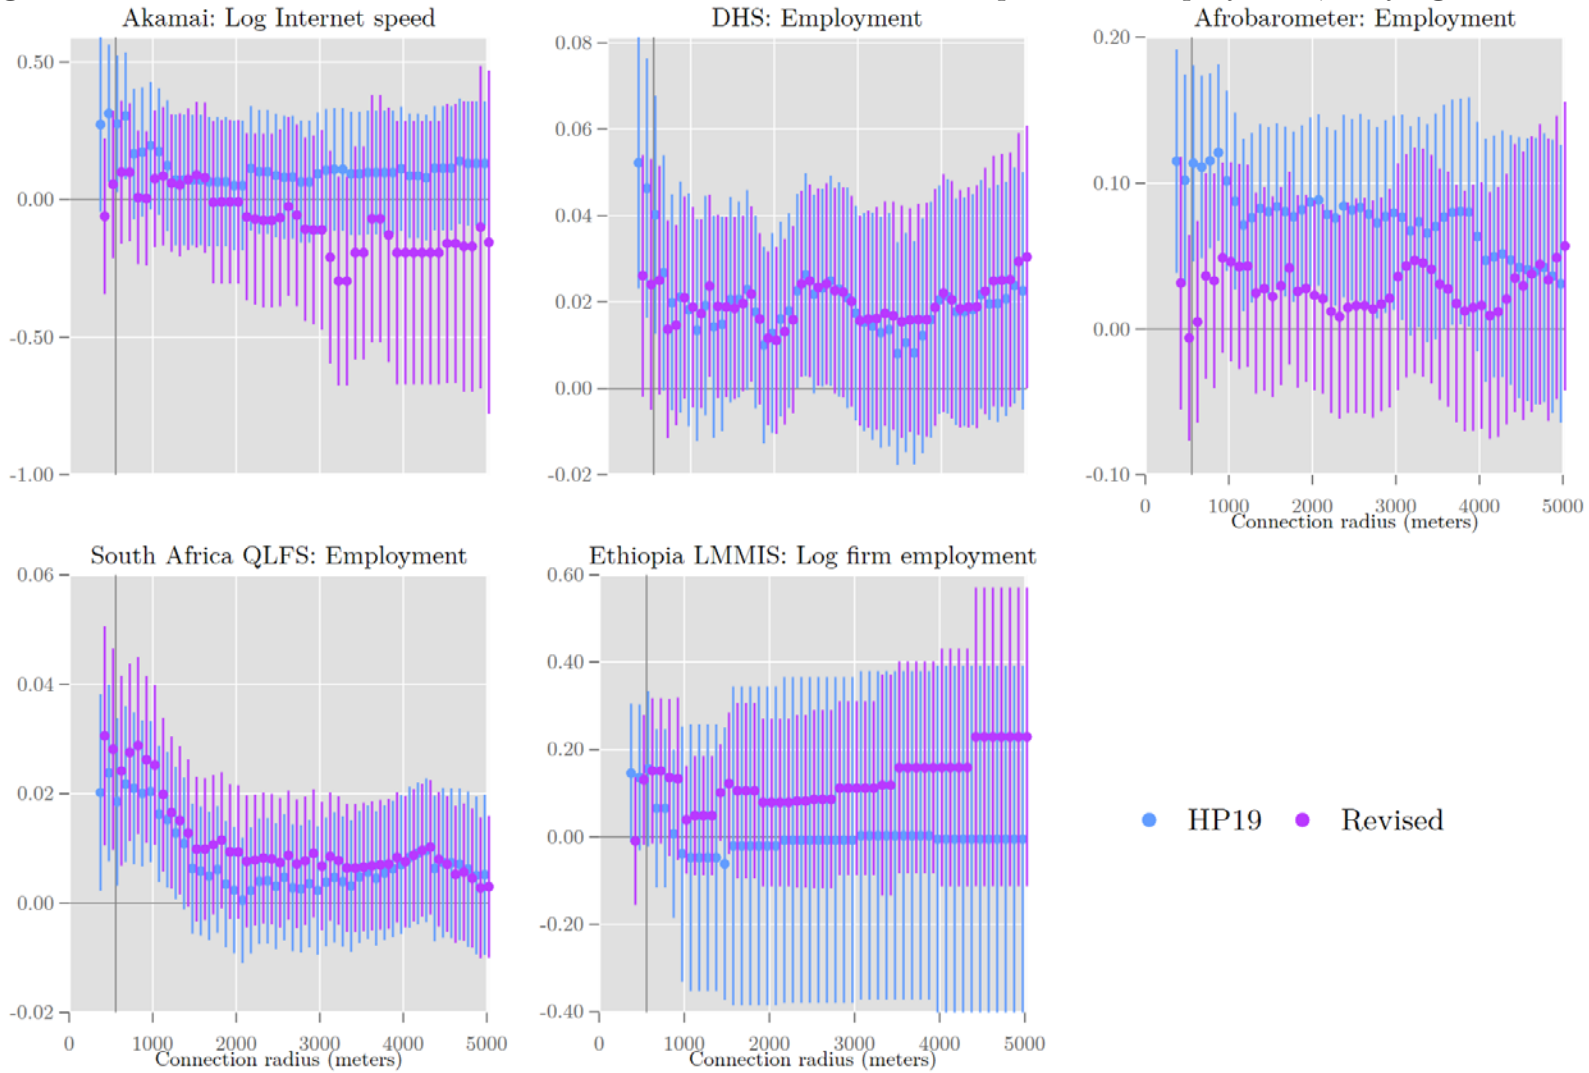 Akamai: Log Internet speed
DHS: Employment
Afrobarometer: Employment
0.50
0.00
-0.50
-1.00
0.08
0.06
0.04
0.02
0.00
-0.02
0.20
0.10
0.00
-0.10
0 1000 2000 3000 4000 5000
Connection radius (meters)
South Africa QLFS: Employment
Ethiopia LMMIS: Log firm employment
0.06
0.04
0.02
0.00
-0.02
0 1000 2000 3000 4000 5000
Connection radius (meters)
0.60
0.40
0.20
0.00
-0.20
-0.40
0 1000 2000 3000 4000 5000
Connection radius (meters)
HP19 Revised